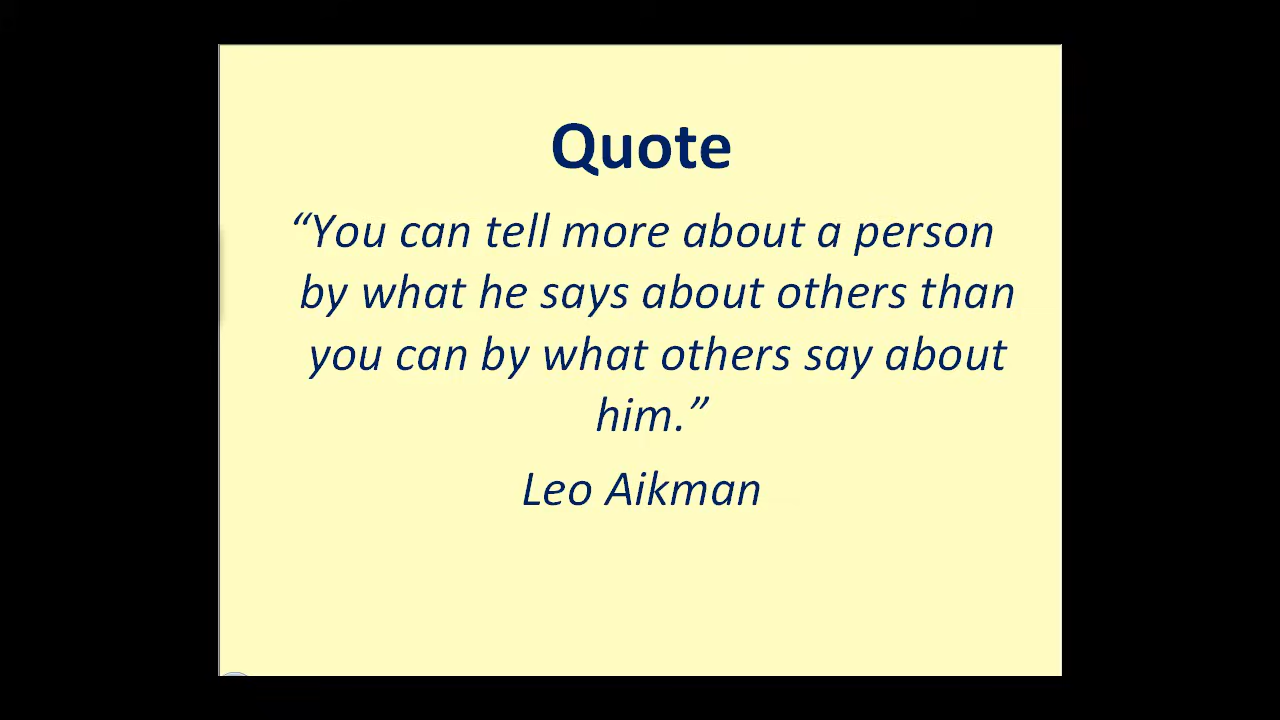 Quote
“You can tell more about a person
by what he says about others than
you can by what others say about
him.”
Leo Aikman